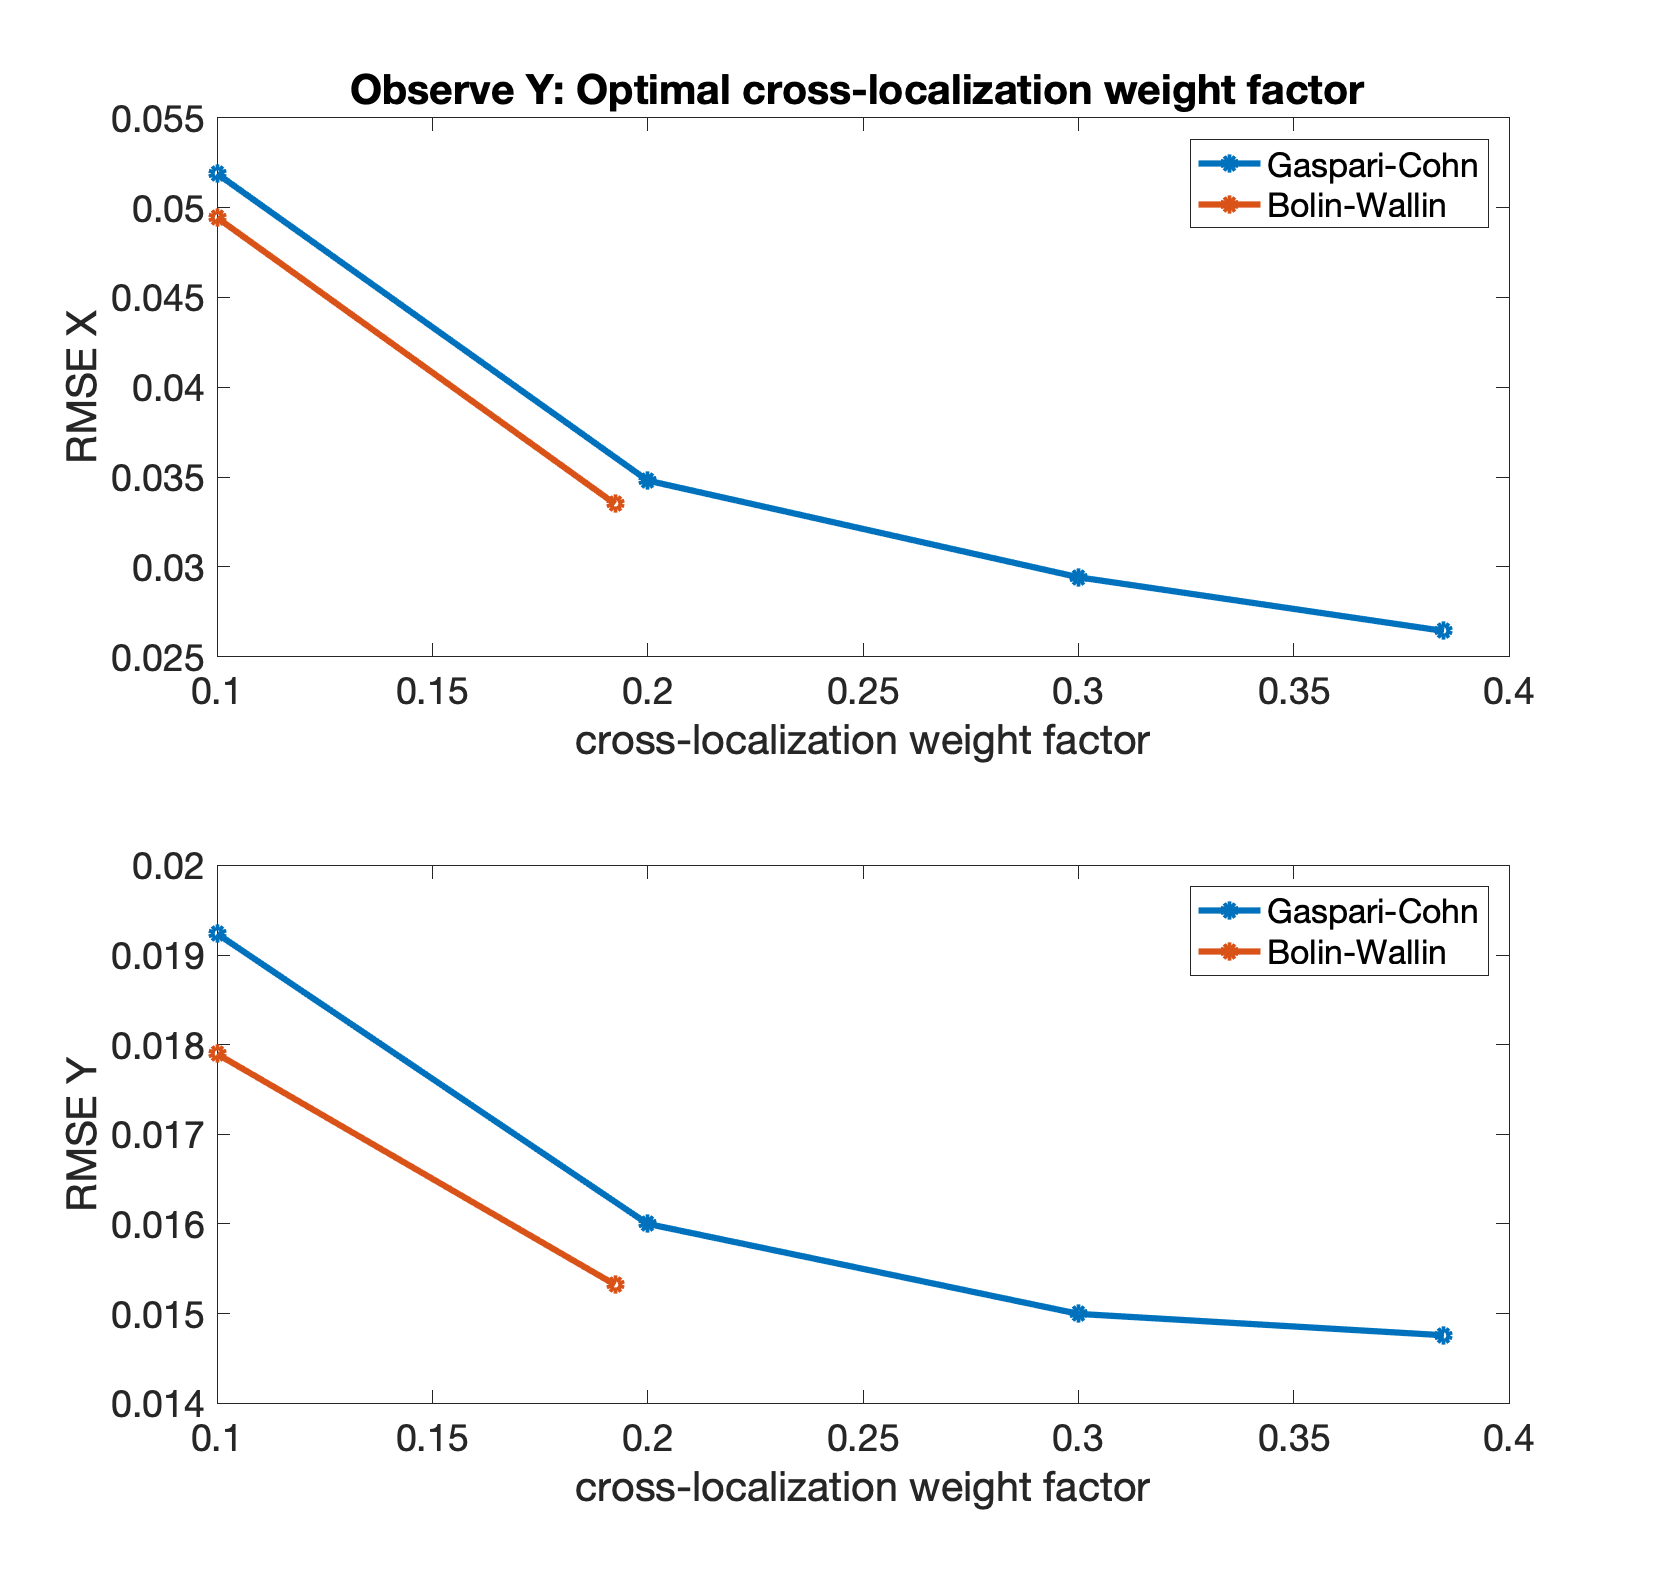 Observe Y: Optimal cross-localization weight factor
0.055
0.05
0.045
0.04
0.035
0.03
0.025
RMSE X
Gaspari-Cohn
Bolin-Wallin
0.1 0.15 0.2 0.25 0.3 0.35 0.4
cross-localization weight factor
0.02
0.019
0.018
0.017
0.016
0.015
0.014
RMSE Y
Gaspari-Cohn
Bolin-Wallin
0.1 0.15 0.2 0.25 0.3 0.35 0.4
cross-localization weight factor